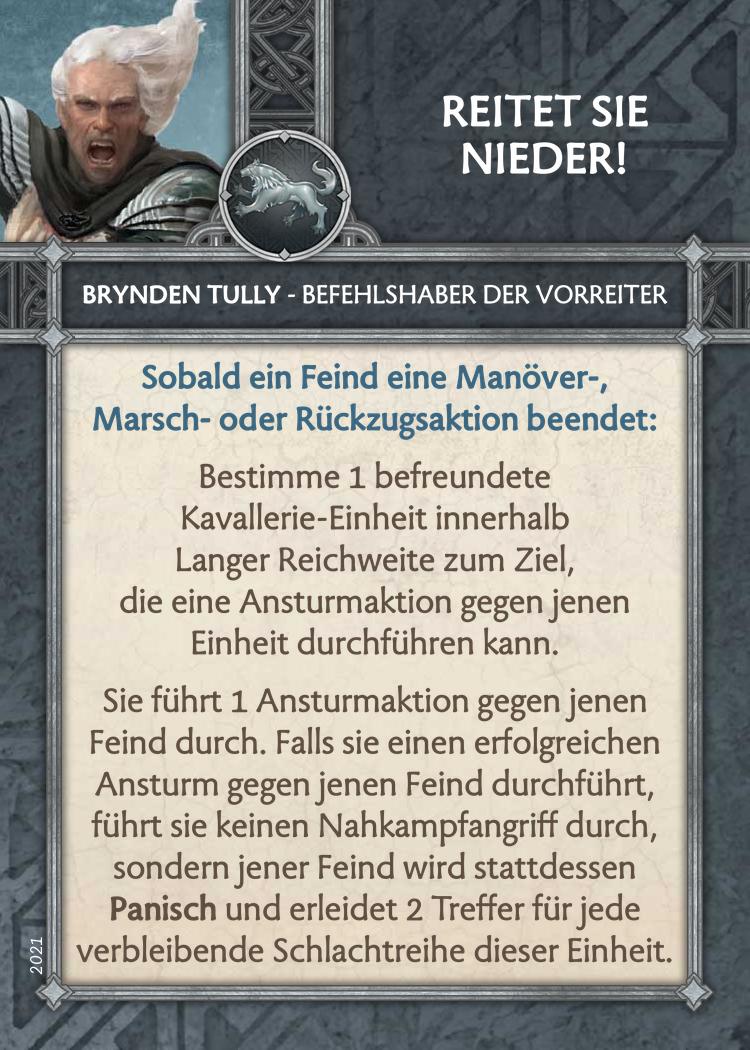 REITET SIE
NIEDER!
BRYNDEN TULLY - BEFEHLSHABER DER VORREITER
Sobald ein Feind eine Manöver-,
Marsch- oder Rückzugsaktion beendet:
Bestimme 1 befreundete
Kavallerie-Einheit innerhalb
Langer Reichweite zum Ziel,
die eine Ansturmaktion gegen jenen
Einheit durchführen kann.
Sie führt 1 Ansturmaktion gegen jenen
Feind durch. Falls sie einen erfolgreichen
Ansturm gegen jenen Feind durchführt,
führt sie keinen Nahkampfangriff durch,
sondern jener Feind wird stattdessen
Panisch und erleidet 2 Treffer für jede
verbleibende Schlachtreihe dieser Einheit.
2021